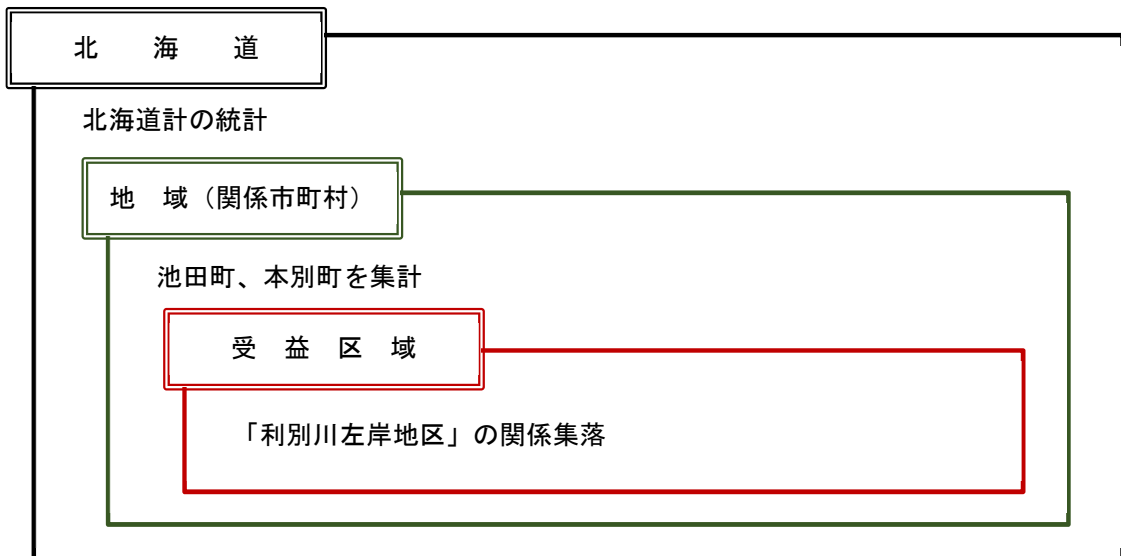 北　海　道
北海道計の統計
地　域（関係市町村）
池田町、本別町を集計
受　益　区　域
「利別川左岸地区」の関係集落